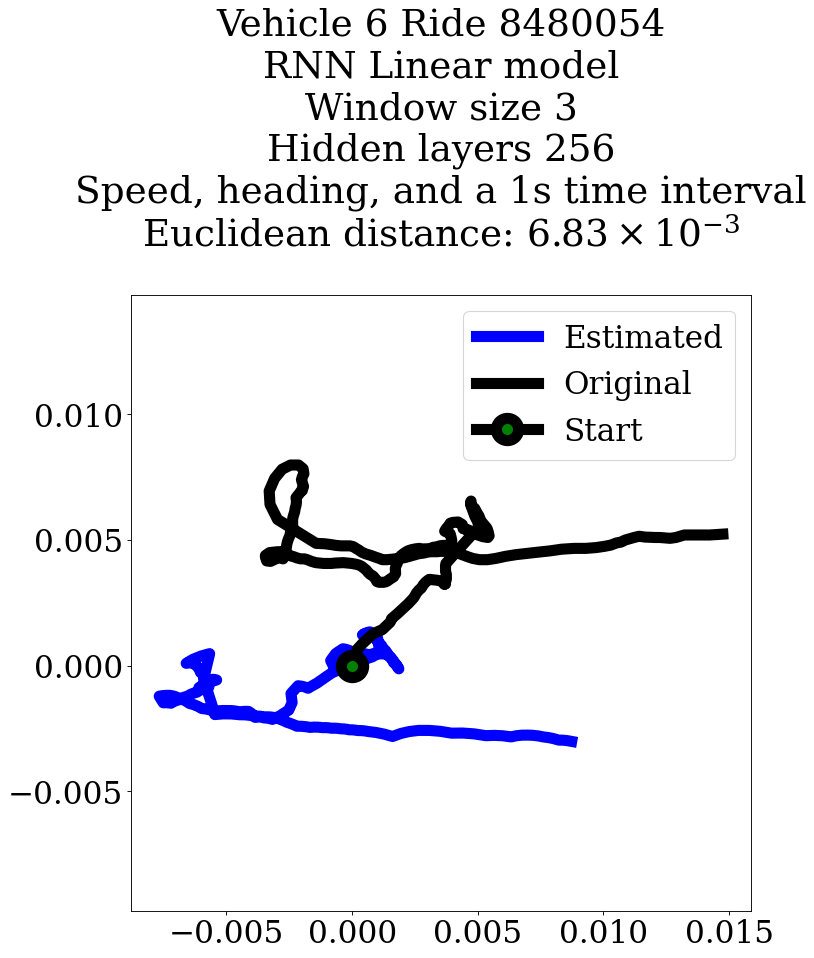 Vehicle 6 Ride 8480054
RNN Linear model
Window size 3
Hidden layers 256
Speed, heading, and a 1s time interval
Euclidean distance: 6.83 × 10⁻³
Estimated
Original
Start
0.010
0.005
0.000
−0.005
−0.005 0.000 0.005 0.010 0.015